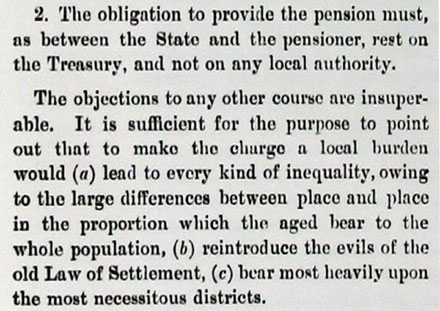 2. The obligation to provide the pension must,
as between the State and the pensioner, rest on
the Treasury, and not on any local authority.
The objections to any other course are insuper-
able. It is sufficient for the purpose to point
out that to make the charge a local burden
would (a) lead to every kind of inequality, owing
to the large differences between place and place
in the proportion which the aged bear to the
whole population, (b) reintroduce the evils of the
old Law of Settlement, (c) bear most heavily upon
the most necessitous districts.